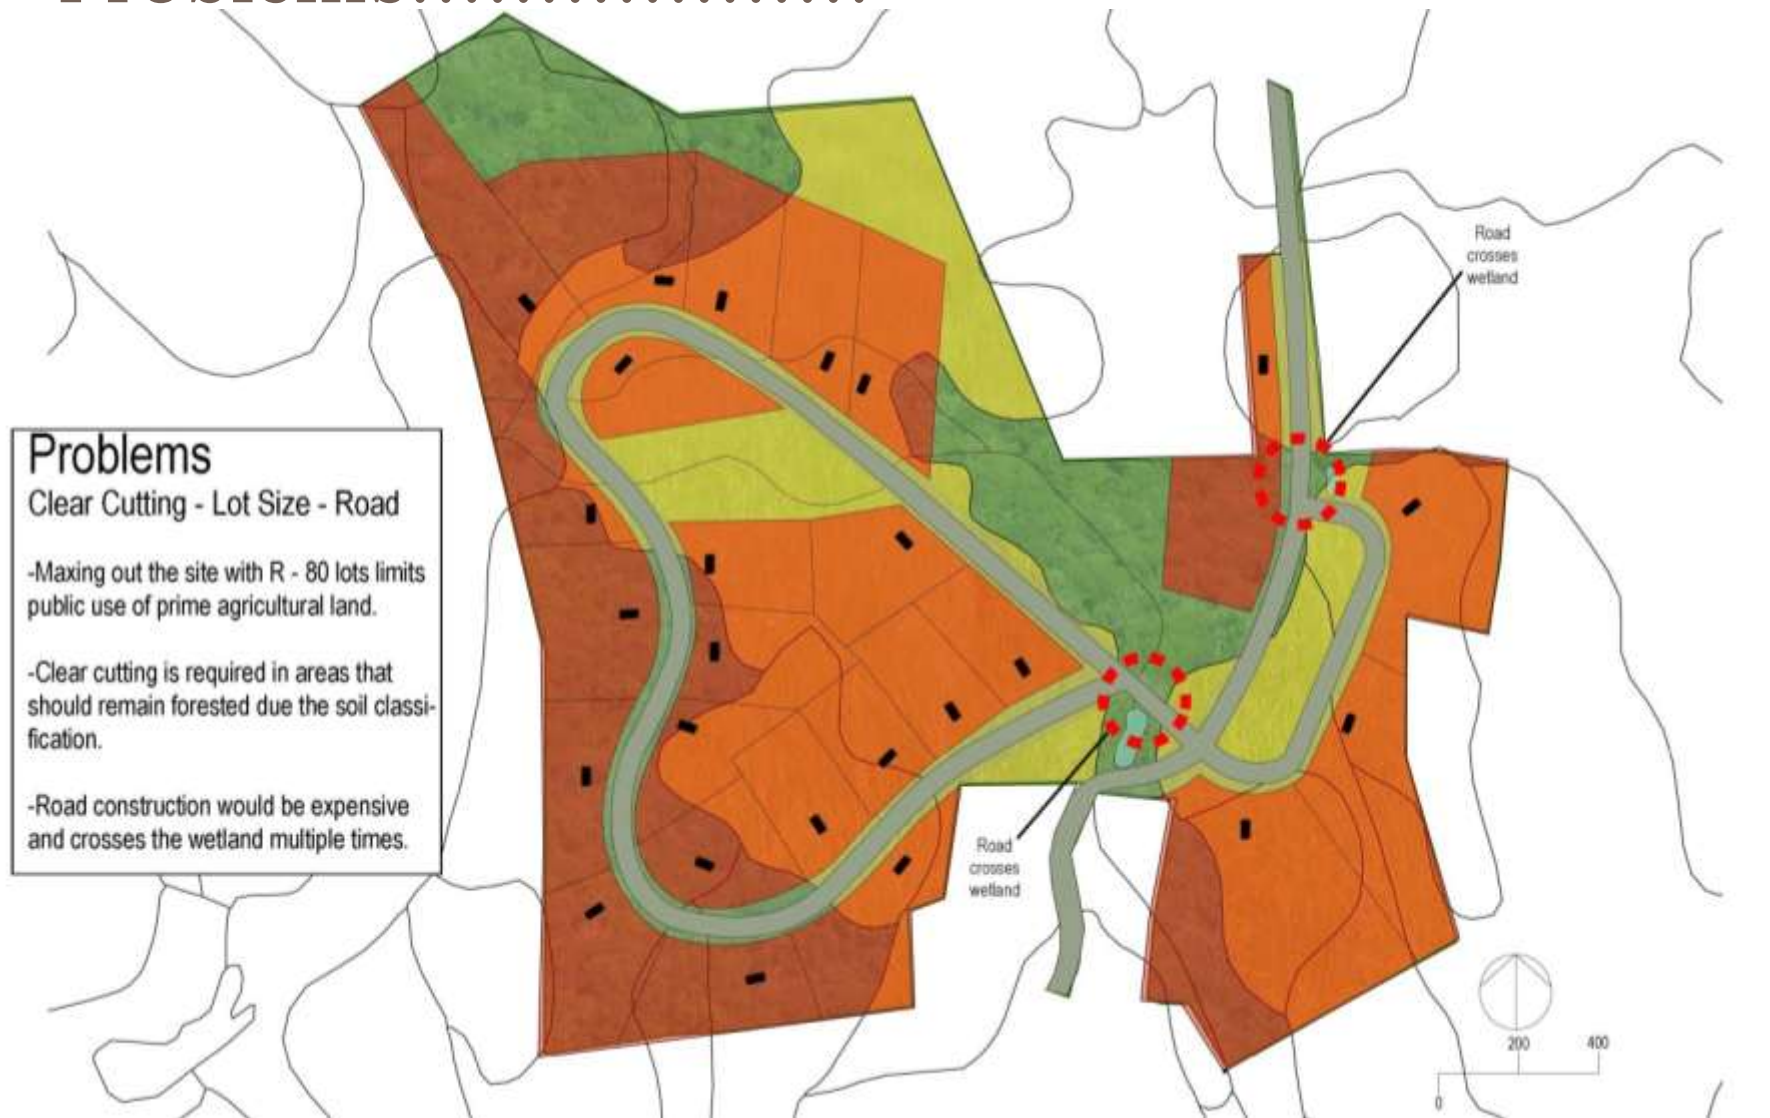 Problems
Clear Cutting - Lot Size - Road
-Maxing out the site with R - 80 lots limits
public use of prime agricultural land.
-Clear cutting is required in areas that
should remain forested due the soil classi-
fication.
-Road construction would be expensive
and crosses the wetland multiple times.
Road
crosses
wetland
Road
crosses
wetland
200
400
0